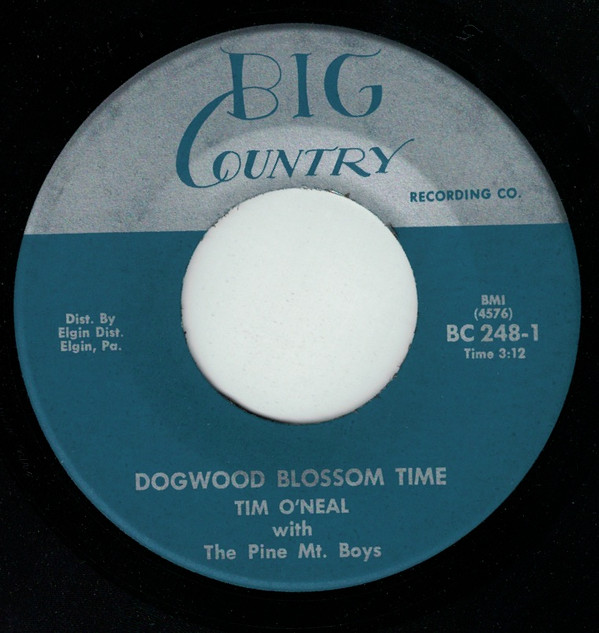 BIG
COUNTRY
RECORDING CO.
Dist. By
Elgin Dist.
Elgin, Pa.
BMI
(4576)
BC 248-1
Time 3:12
DOGWOOD BLOSSOM TIME
TIM O'NEAL
with
The Pine Mt. Boys